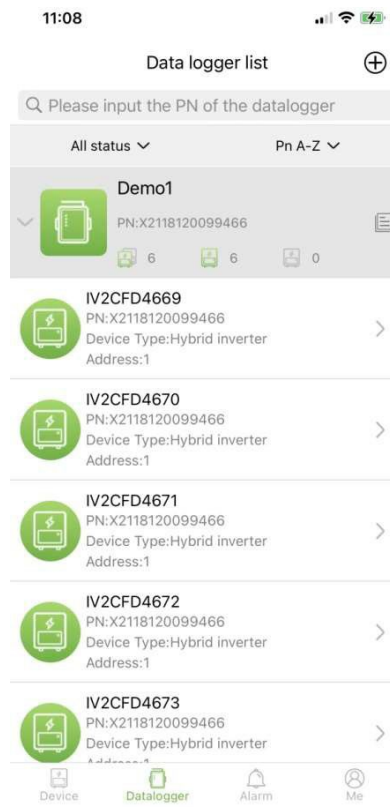 11:08
Data logger list
Please input the PN of the datalogger
All status
Pn A-Z
Demo1
PN:X2118120099466
6 6 0
IV2CFD4669
PN:X2118120099466
Device Type:Hybrid inverter
Address:1
IV2CFD4670
PN:X2118120099466
Device Type:Hybrid inverter
Address:1
IV2CFD4671
PN:X2118120099466
Device Type:Hybrid inverter
Address:1
IV2CFD4672
PN:X2118120099466
Device Type:Hybrid inverter
Address:1
IV2CFD4673
PN:X2118120099466
Device Type:Hybrid inverter
Device Datalogger Alarm Me